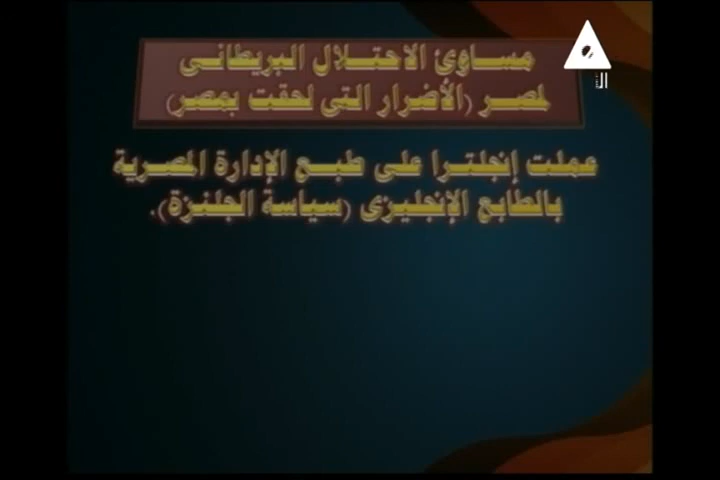 مساوئ الاحتلال البريطانى
لمصر (الأضرار التى لحقت بمصر)
عملت إنجلترا على طبع الإدارة المصرية
بالطابع الإنجليزى (سياسة الجلنزة).